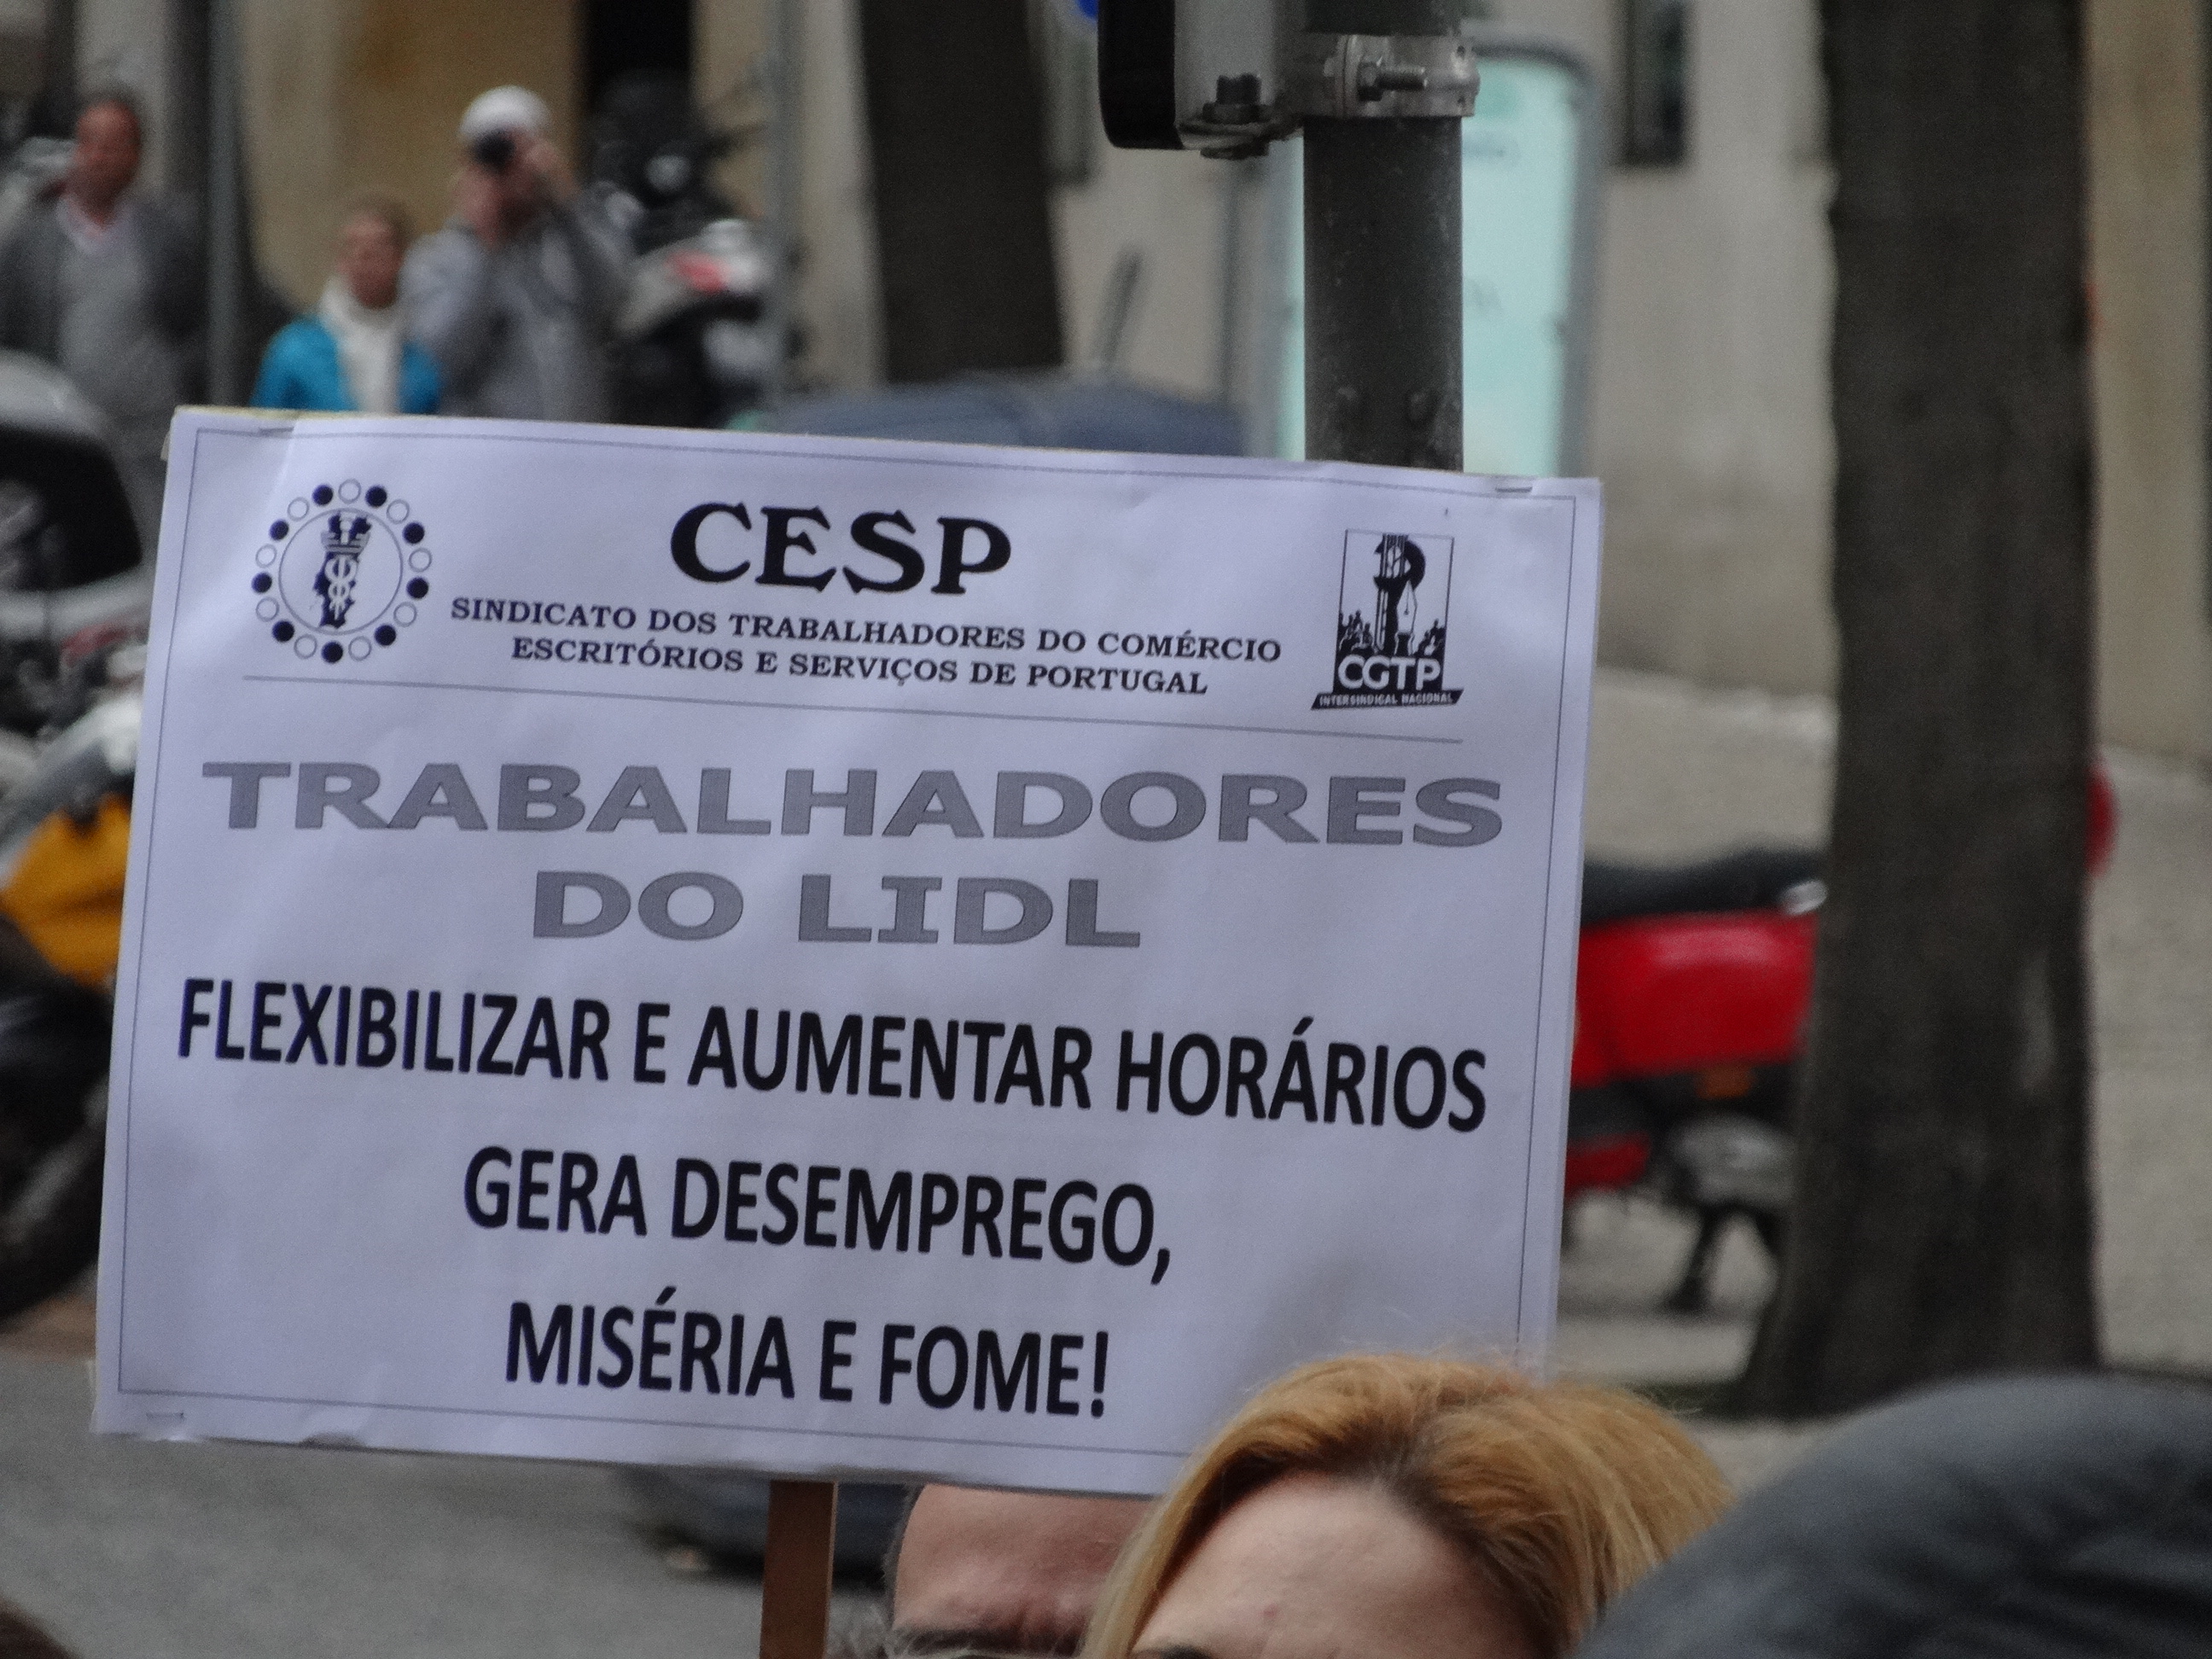 CESP
SINDICATO DOS TRABALHADORES DO COMÉRCIO
ESCRITÓRIOS E SERVIÇOS DE PORTUGAL
CGTP
INTERSINDICAL NACIONAL
TRABALHADORES
DO LIDL
FLEXIBILIZAR E AUMENTAR HORÁRIOS
GERA DESEMPREGO,
MISÉRIA E FOME!